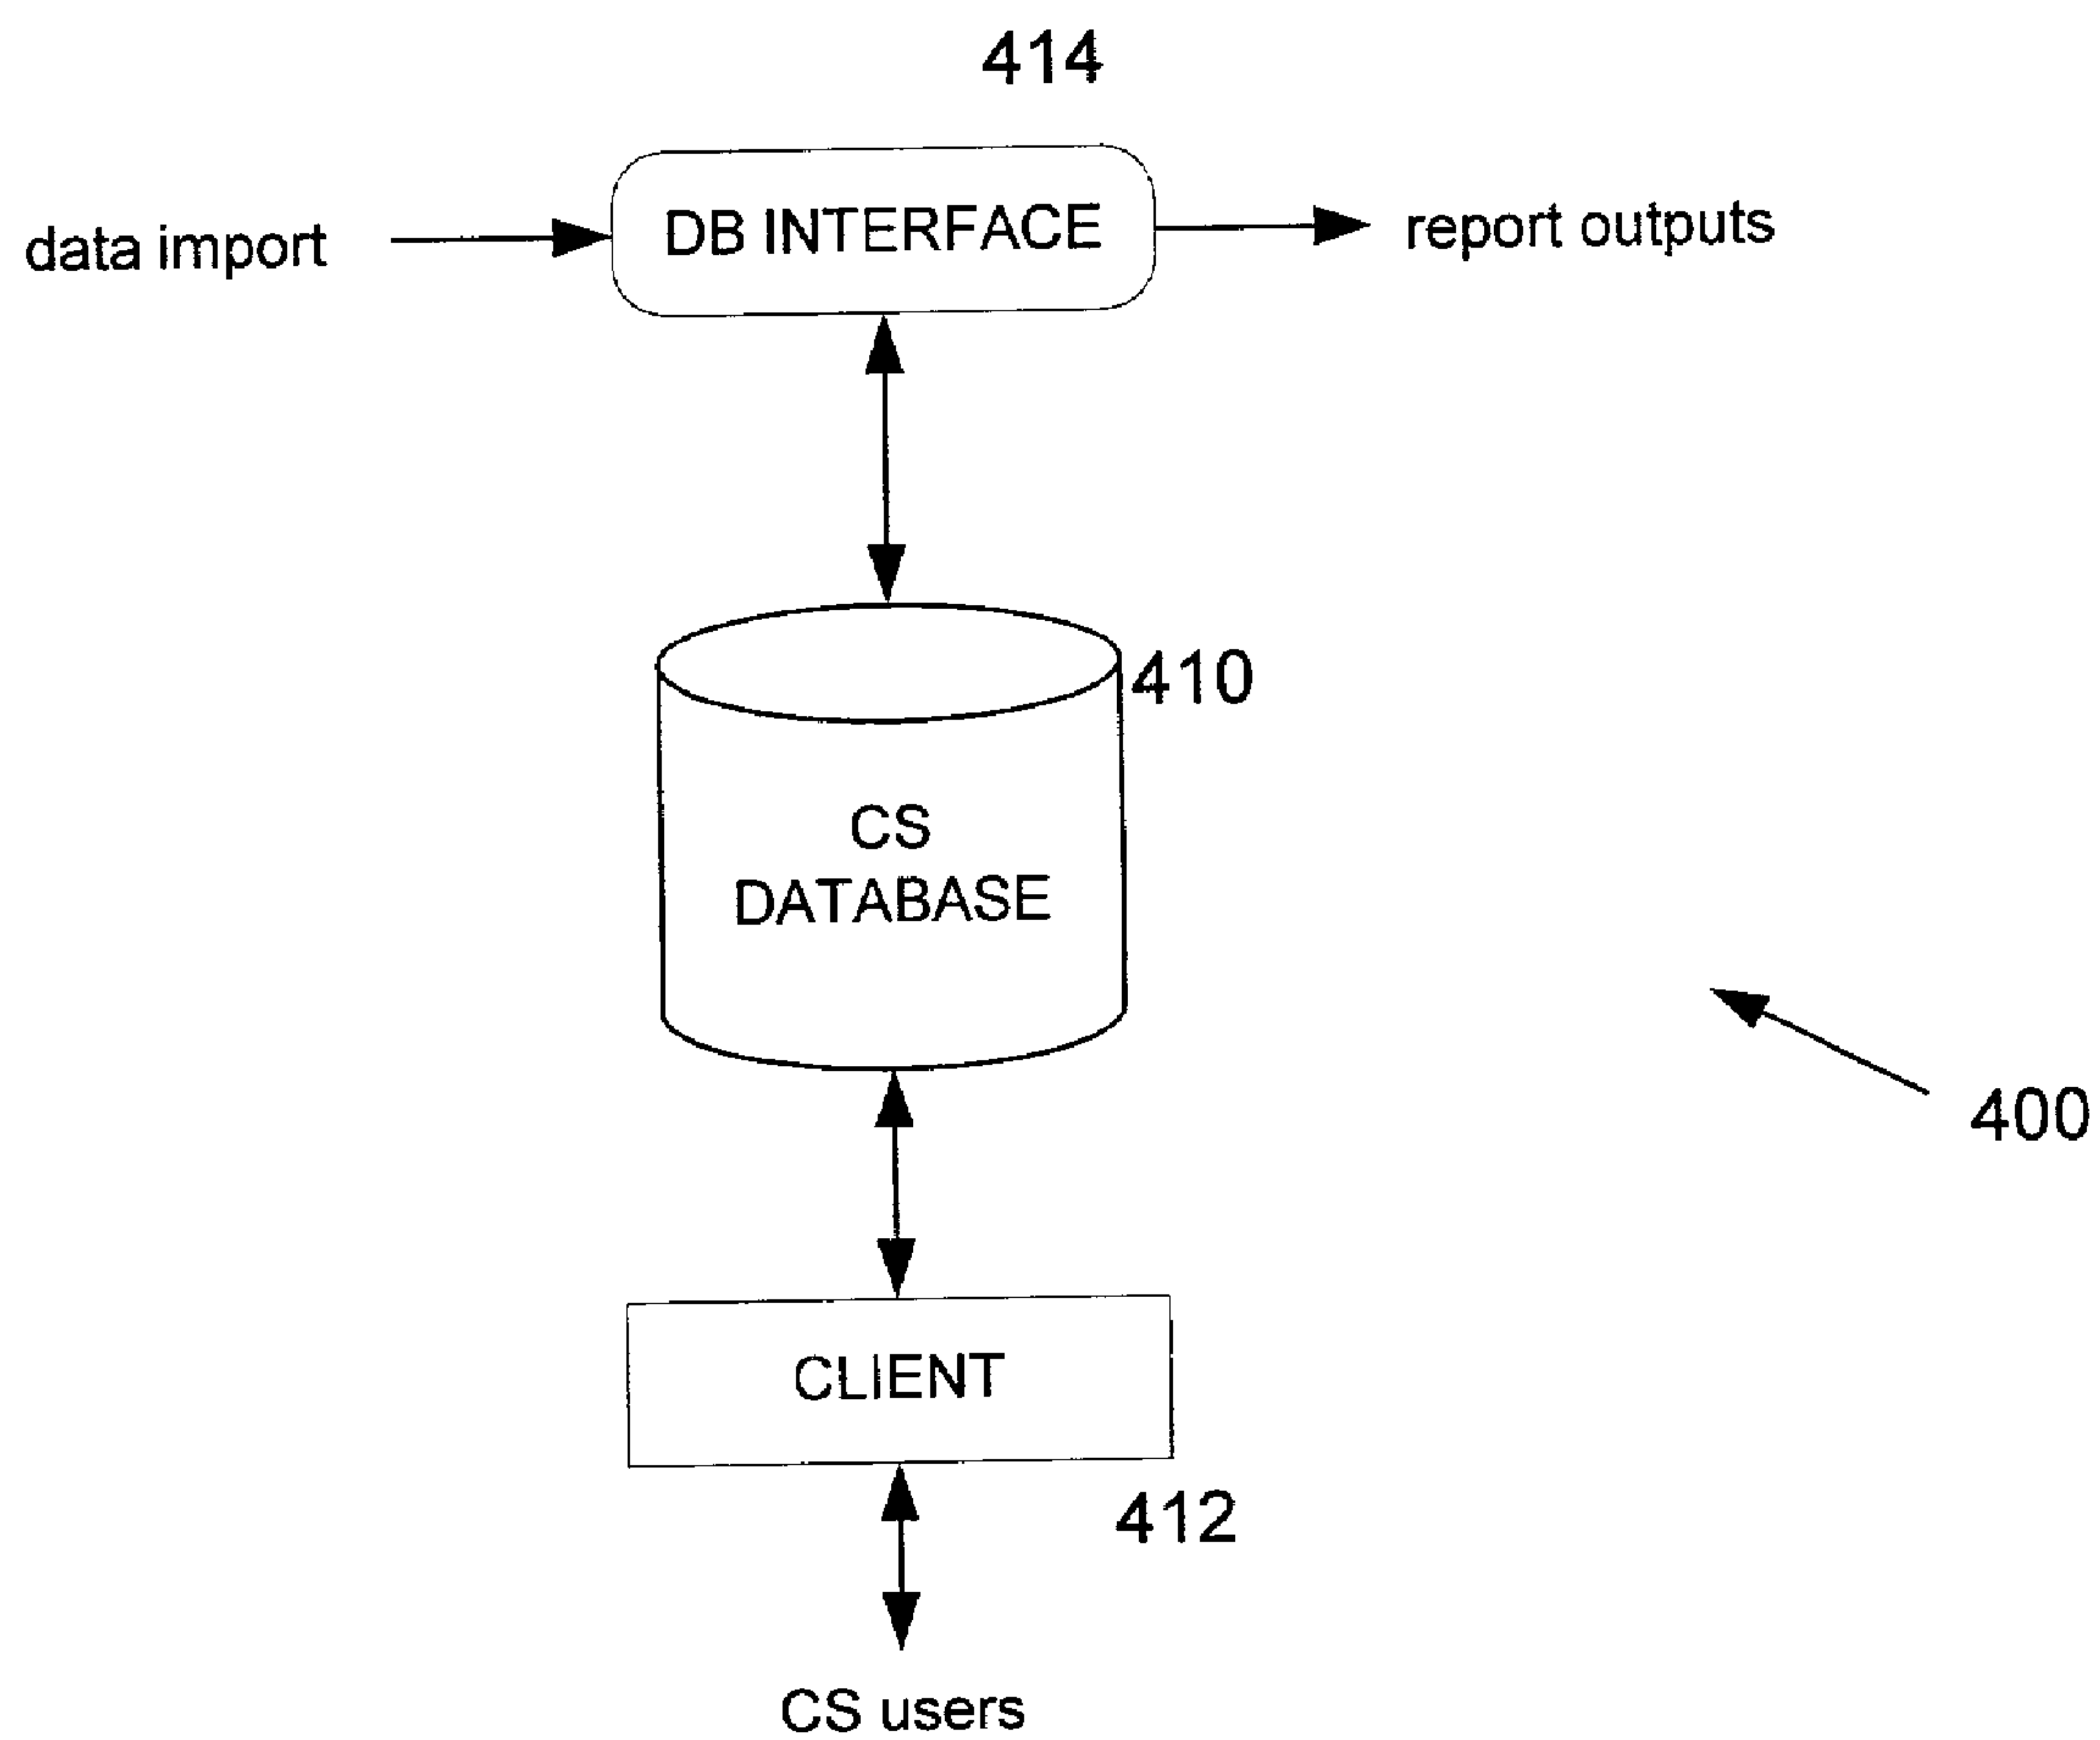 414
data import
DB INTERFACE
report outputs
410
CS
DATABASE
400
CLIENT
412
CS users